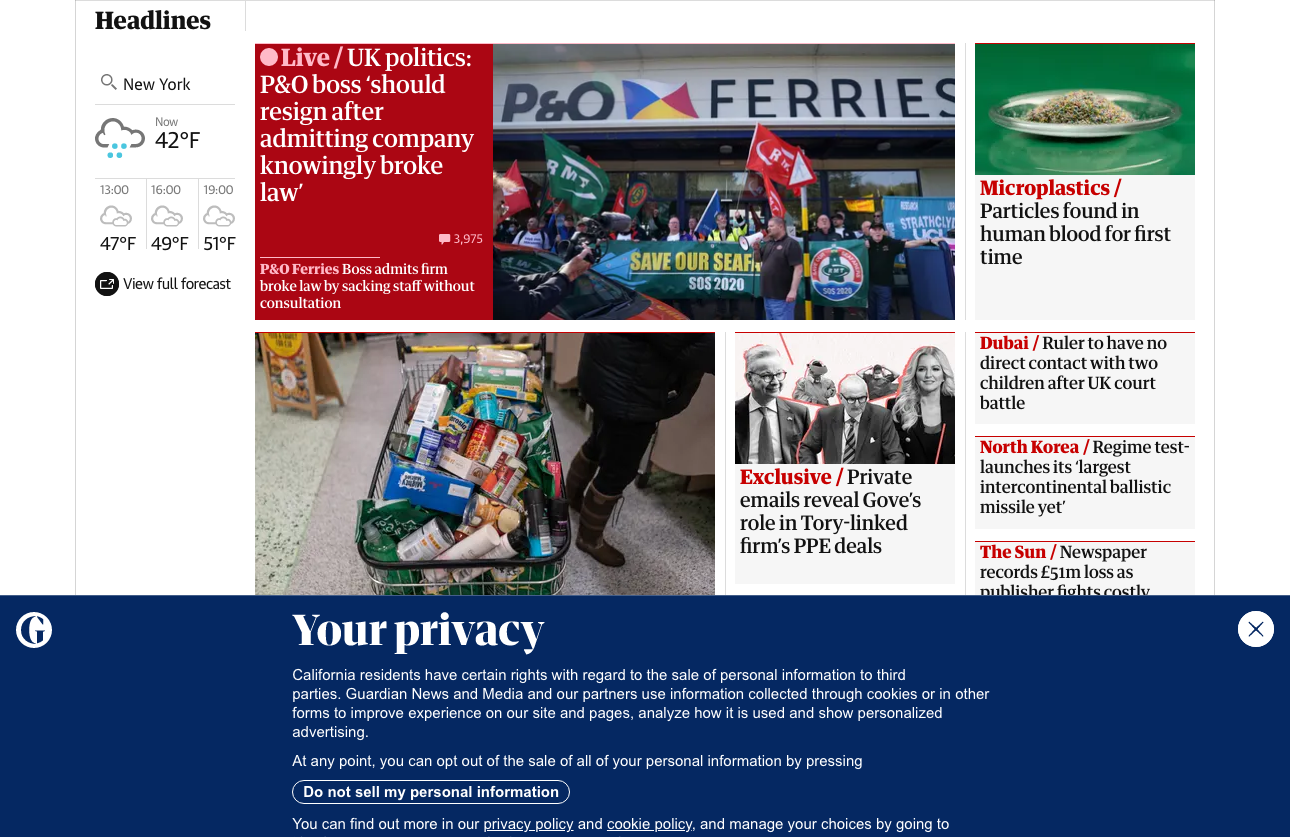 Headlines
New York
Now
42°F
13:00
16:00
19:00
47°F
49°F
51°F
View full forecast
Live / UK politics:
P&O boss ‘should
resign after
admitting company
knowingly broke
law’
3,975
P&O Ferries Boss admits firm
broke law by sacking staff without
consultation
P&O FERRIES
RMT
SAVE OUR SEAF
SOS 2020
RMT
SOS 2020
STRATHCLY
Microplastics /
Particles found in
human blood for first
time
Exclusive / Private
emails reveal Gove’s
role in Tory-linked
firm’s PPE deals
Dubai / Ruler to have no
direct contact with two
children after UK court
battle
North Korea / Regime test-
launches its ‘largest
intercontinental ballistic
missile yet’
The Sun / Newspaper
records £51m loss as
publisher fights costly
G
Your privacy
California residents have certain rights with regard to the sale of personal information to third
parties. Guardian News and Media and our partners use information collected through cookies or in other
forms to improve experience on our site and pages, analyze how it is used and show personalized
advertising.
At any point, you can opt out of the sale of all of your personal information by pressing
Do not sell my personal information
You can find out more in our privacy policy and cookie policy, and manage your choices by going to